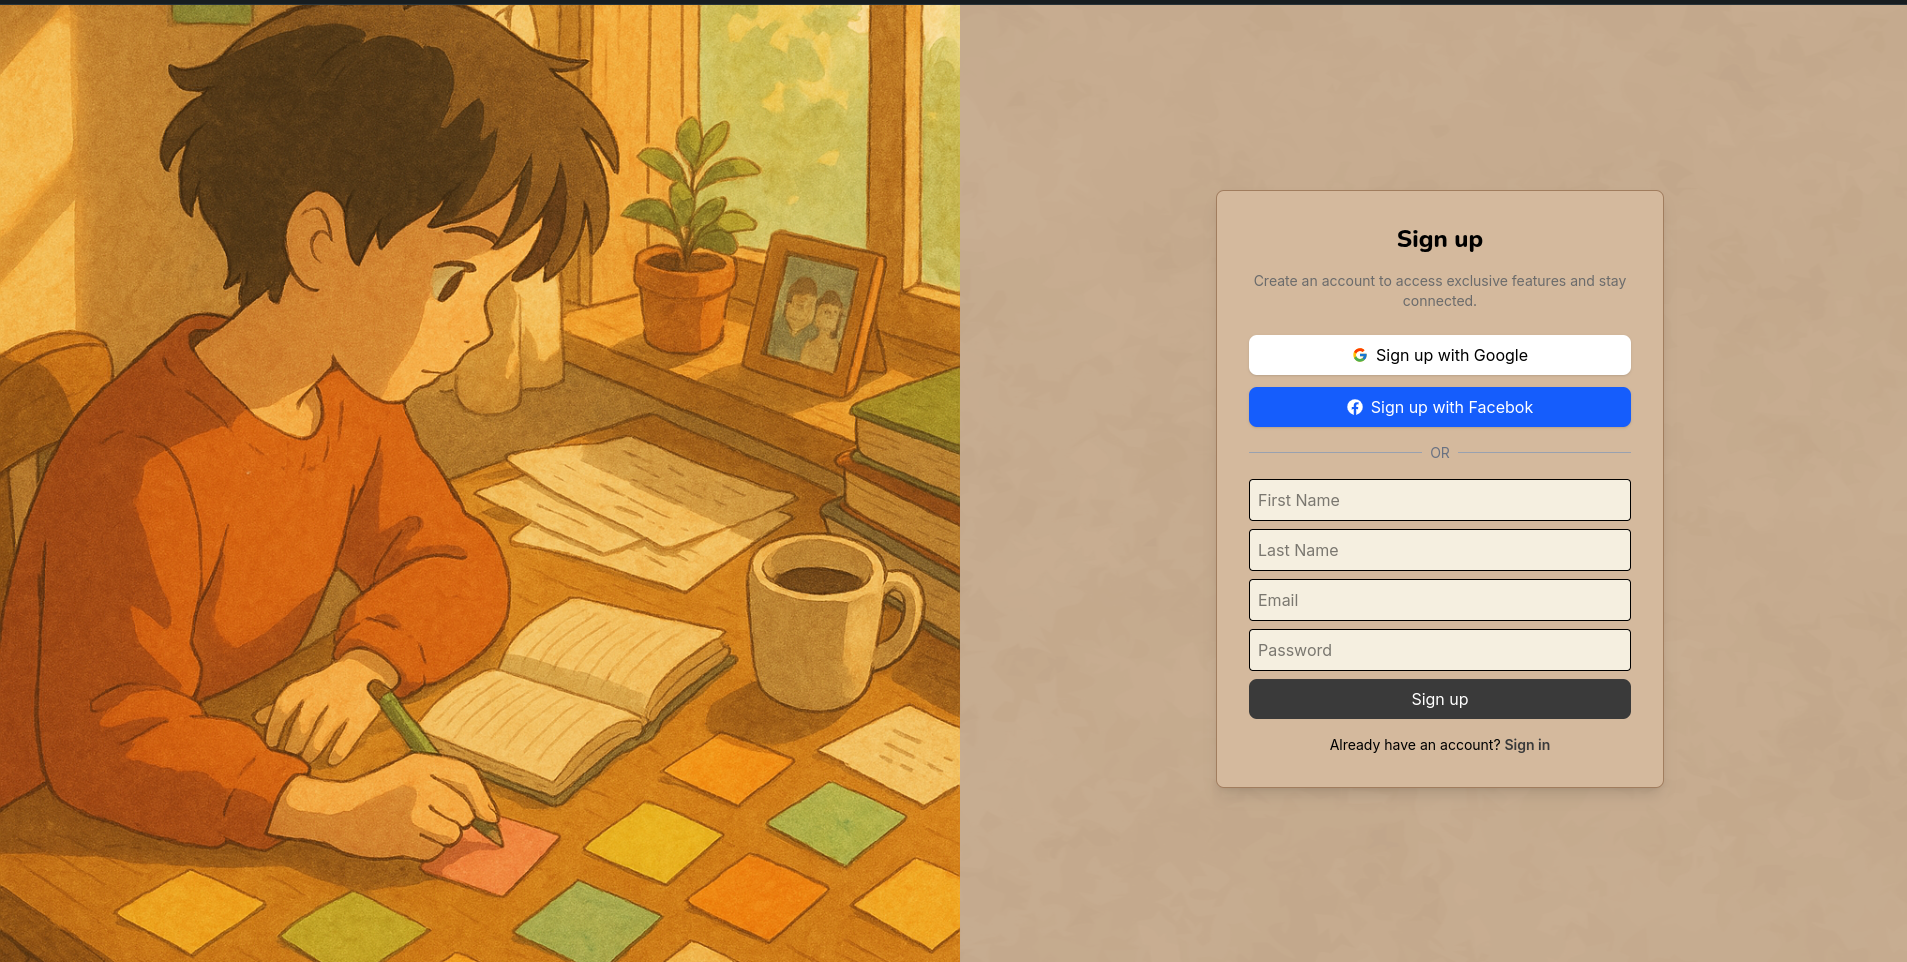 Sign up
Create an account to access exclusive features and stay
connected.
Sign up with Google
Sign up with Facebok
OR
First Name
Last Name
Email
Password
Sign up
Already have an account? Sign in